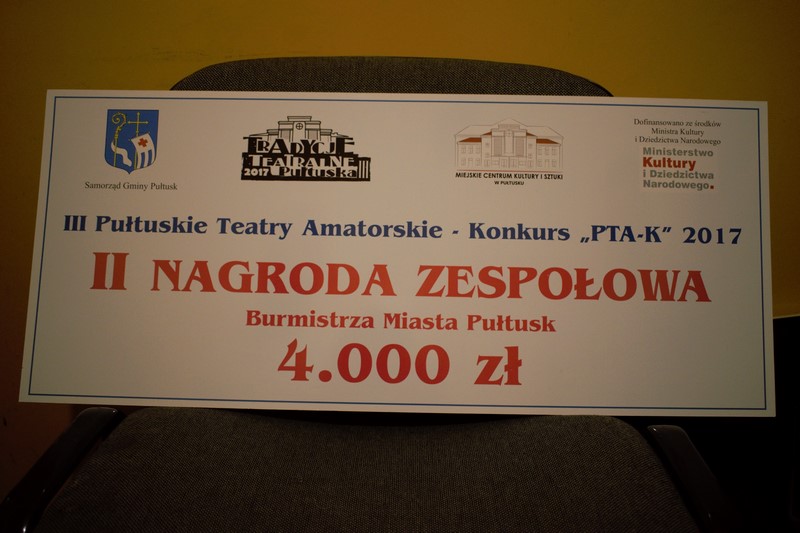 Samorząd Gminy Pułtusk
TRADYCJE
TEATRALNE
2017 Pułtuska
MIEJSKIE CENTRUM KULTURY I SZTUKI
W PUŁTUSKU
Dofinansowano ze środków
Ministra Kultury
i Dziedzictwa Narodowego
Ministerstwo
Kultury
i Dziedzictwa
Narodowego.
III Pułtuskie Teatry Amatorskie - Konkurs „PTA-K” 2017
II NAGRODA ZESPOŁOWA
Burmistrza Miasta Pułtusk
4.000 zł